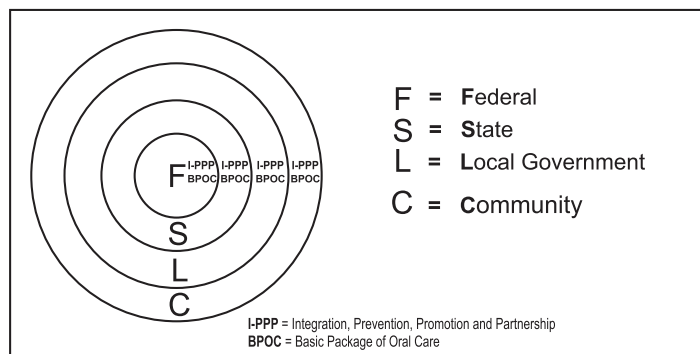 F = Federal
S = State
L = Local Government
C = Community
F I-PPP I-PPP I-PPP I-PPP
BPOC BPOC BPOC BPOC
S
L
C
I-PPP = Integration, Prevention, Promotion and Partnership
BPOC = Basic Package of Oral Care